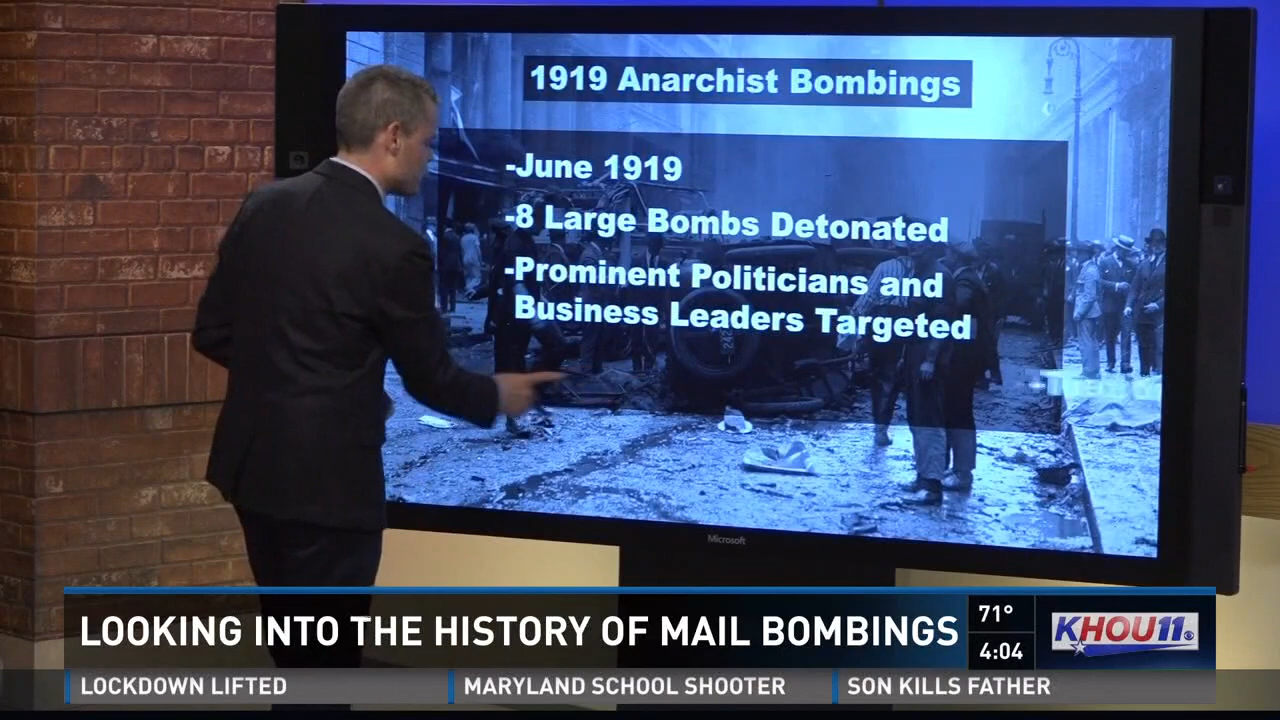 1919 Anarchist Bombings
-June 1919
-8 Large Bombs Detonated
-Prominent Politicians and
Business Leaders Targeted
Microsoft
LOOKING INTO THE HISTORY OF MAIL BOMBINGS
71°
4:04
KHOU11
LOCKDOWN LIFTED
MARYLAND SCHOOL SHOOTER
SON KILLS FATHER